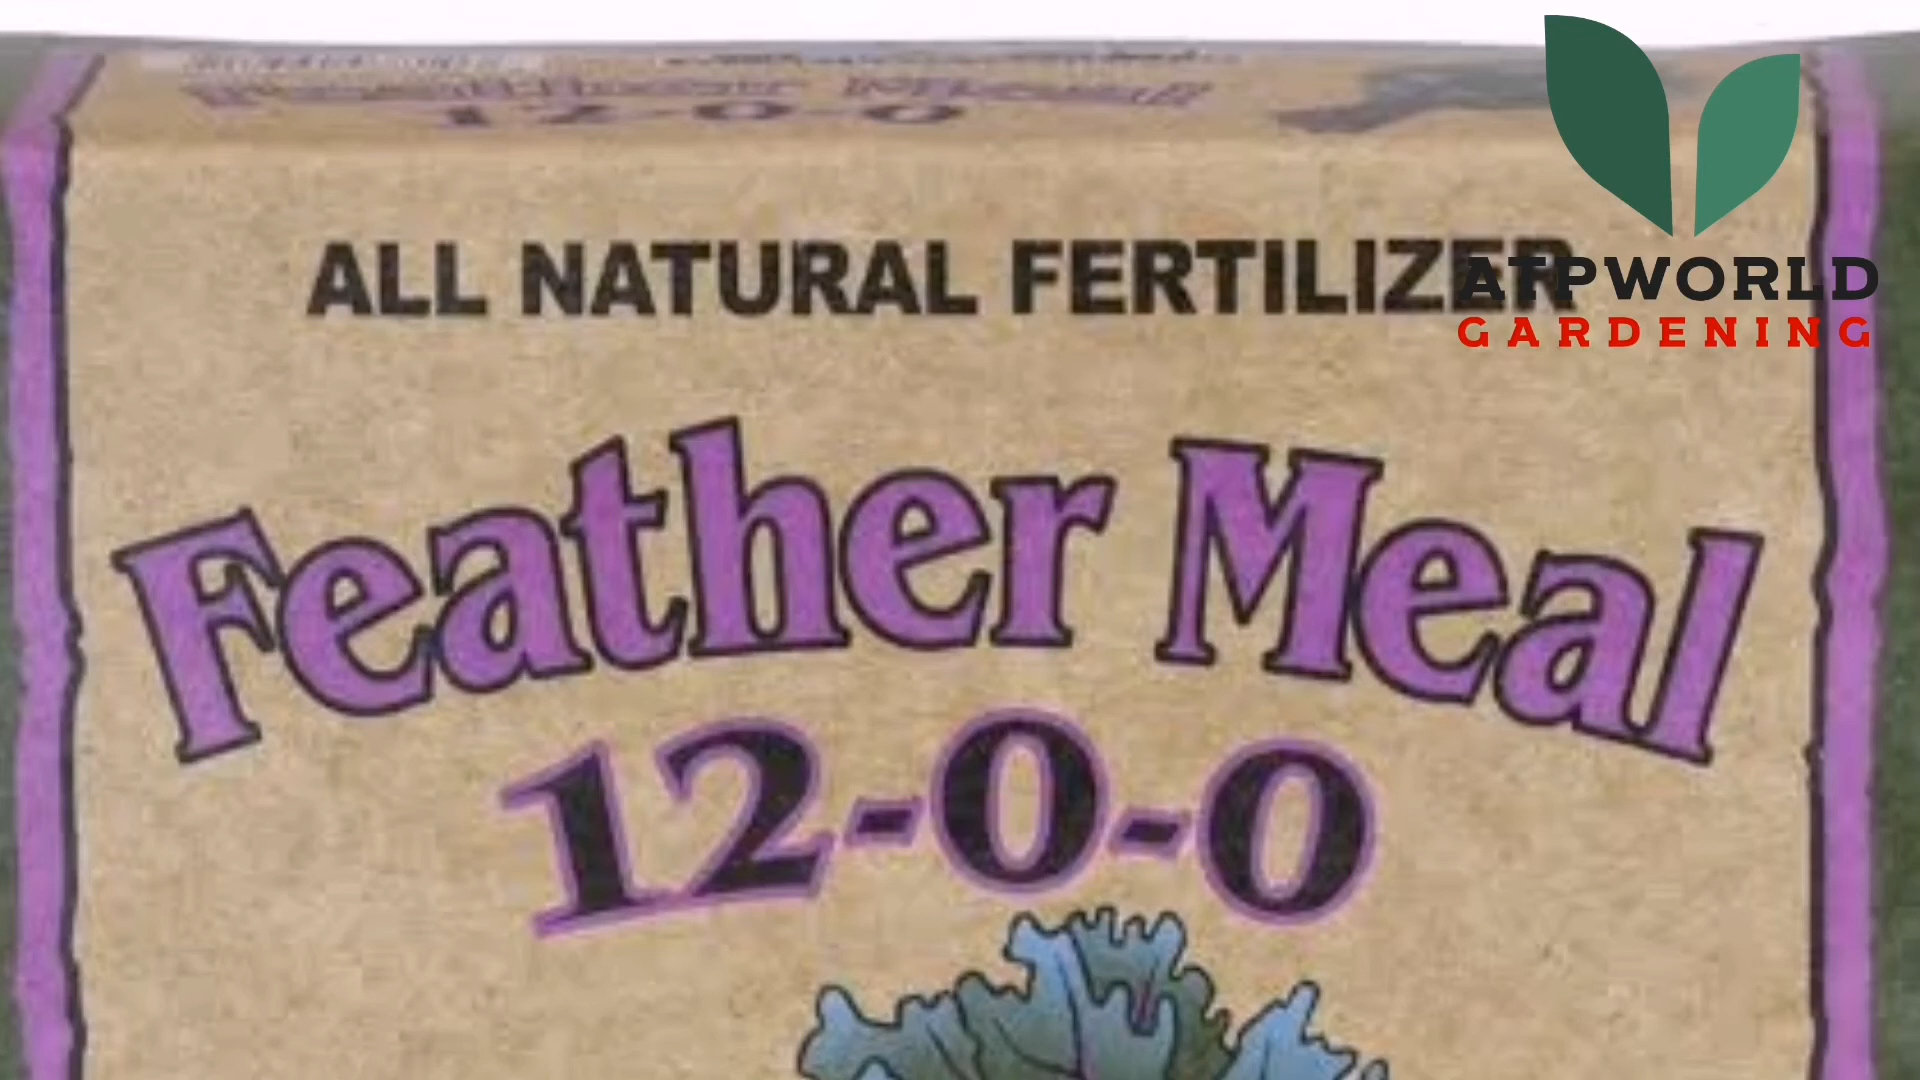 Feather Meal
12-0-0
ALL NATURAL FERTILIZER
ATPWORLD
GARDENING
Feather Meal
12-0-0